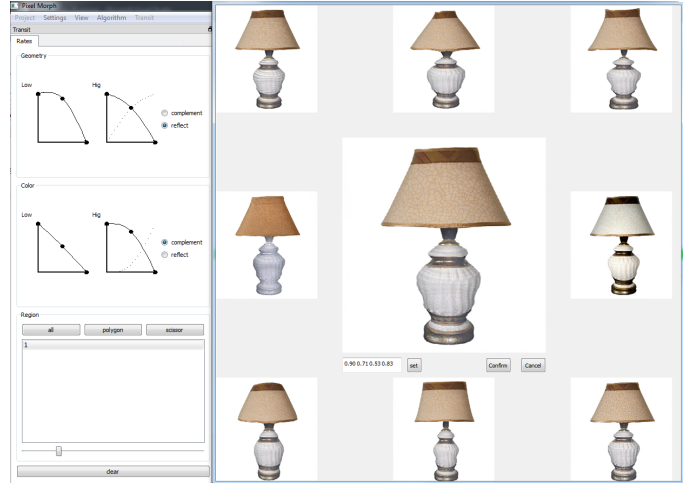 Pixel Morph
Project Settings View Algorithm Transit
Transit
Rates
Geometry
Low
Hig
complement
reflect
Color
Low
Hig
complement
reflect
Region
all polygon scissor
1
clear
0.90 0.71 0.53 0.83 set Confirm Cancel